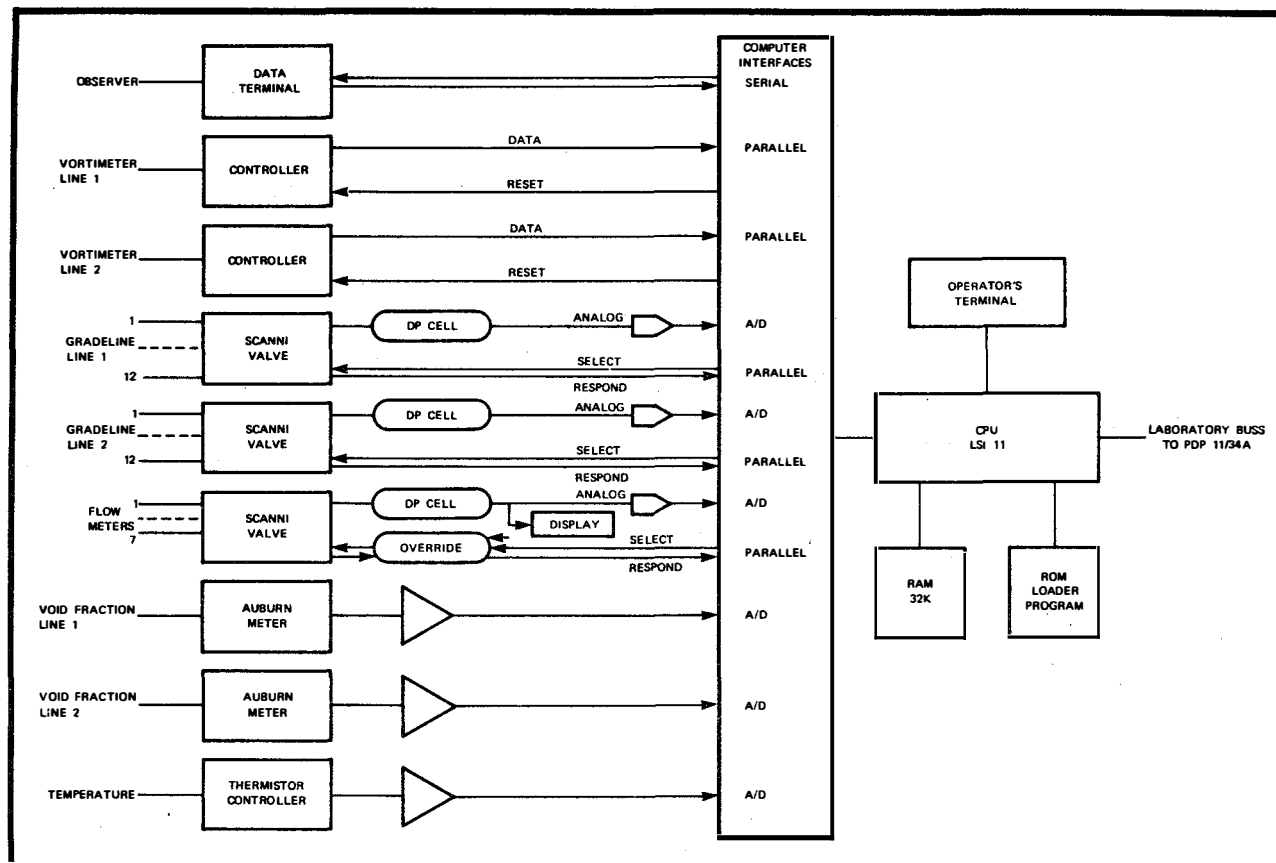 OBSERVER
DATA
TERMINAL
COMPUTER
INTERFACES
SERIAL
VORTIMETER
LINE 1
CONTROLLER
DATA
RESET
PARALLEL
VORTIMETER
LINE 2
CONTROLLER
DATA
RESET
PARALLEL
1
GRADELINE
LINE 1
12
SCANNI
VALVE
DP CELL
ANALOG
A/D
SELECT
RESPOND
PARALLEL
1
GRADELINE
LINE 2
12
SCANNI
VALVE
DP CELL
ANALOG
A/D
SELECT
RESPOND
PARALLEL
1
FLOW
METERS
7
SCANNI
VALVE
DP CELL
ANALOG
A/D
DISPLAY
OVERRIDE
SELECT
RESPOND
PARALLEL
VOID FRACTION
LINE 1
AUBURN
METER
A/D
VOID FRACTION
LINE 2
AUBURN
METER
A/D
TEMPERATURE
THERMISTOR
CONTROLLER
A/D
OPERATOR'S
TERMINAL
CPU
LSI 11
LABORATORY BUSS
TO PDP 11/34A
RAM
32K
ROM
LOADER
PROGRAM